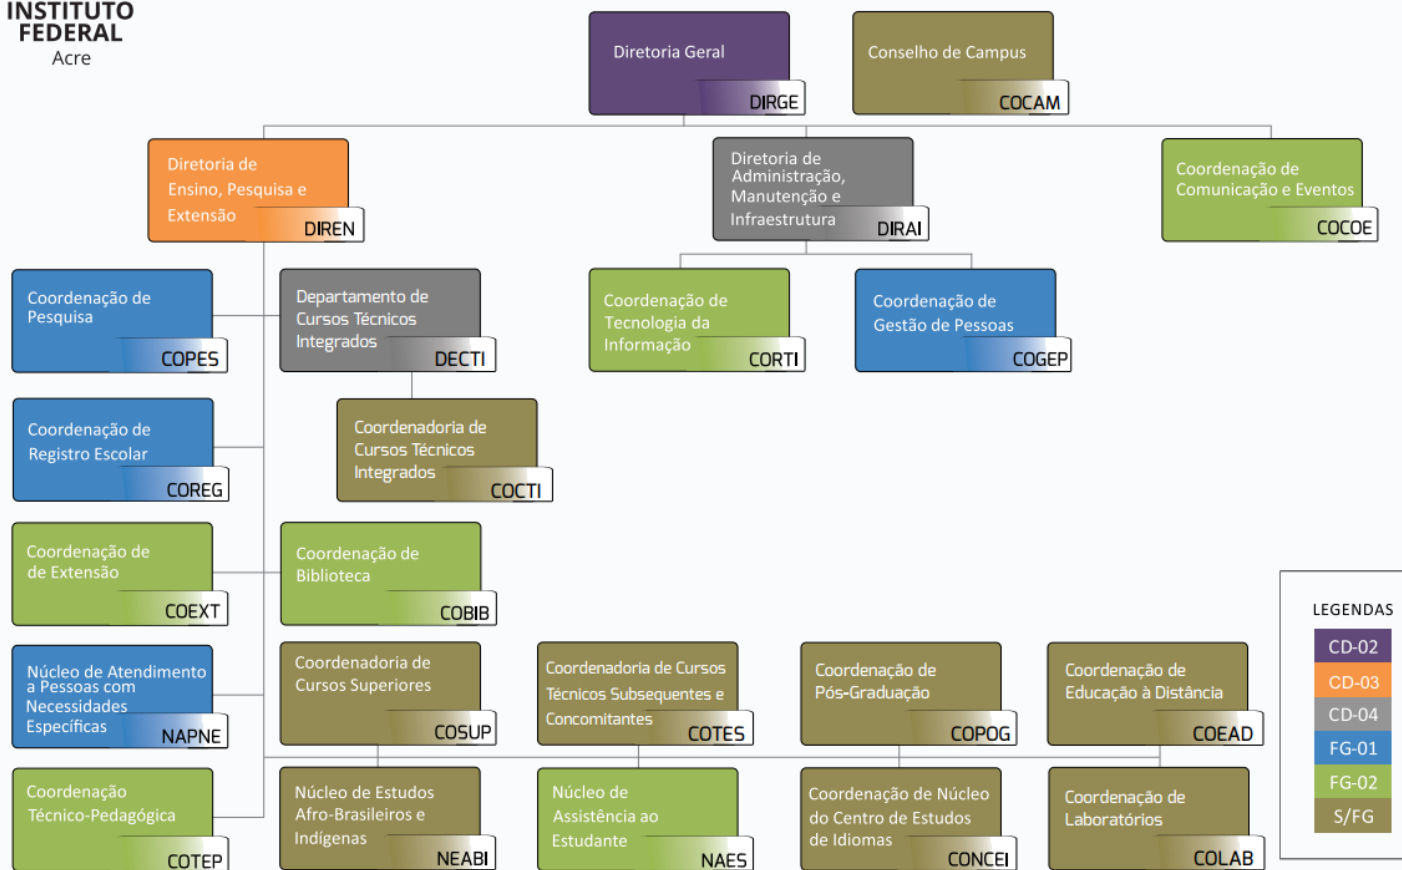 INSTITUTO
FEDERAL
Acre
Diretoria Geral
DIRGE
Conselho de Campus
COCAM
Diretoria de
Ensino, Pesquisa e
Extensão
DIREN
Diretoria de
Administração,
Manutenção e
Infraestrutura
DIRAI
Coordenação de
Comunicação e Eventos
COCOE
Coordenação de
Pesquisa
COPES
Departamento de
Cursos Técnicos
Integrados
DECTI
Coordenação de
Tecnologia da
Informação
CORTI
Coordenação de
Gestão de Pessoas
COGEP
Coordenação de
Registro Escolar
COREG
Coordenadoria de
Cursos Técnicos
Integrados
COCTI
Coordenação de
de Extensão
COEXT
Coordenação de
Biblioteca
COBIB
Núcleo de Atendimento
a Pessoas com
Necessidades
Específicas
NAPNE
Coordenadoria de
Cursos Superiores
COSUP
Coordenadoria de Cursos
Técnicos Subsequentes e
Concomitantes
COTES
Coordenação de
Pós-Graduação
COPOG
Coordenação de
Educação à Distância
COEAD
Coordenação
Técnico-Pedagógica
COTEP
Núcleo de Estudos
Afro-Brasileiros e
Indígenas
NEABI
Núcleo de
Assistência ao
Estudante
NAES
Coordenação de Núcleo
do Centro de Estudos
de Idiomas
CONCEI
Coordenação de
Laboratórios
COLAB
LEGENDAS
CD-02
CD-03
CD-04
FG-01
FG-02
S/FG